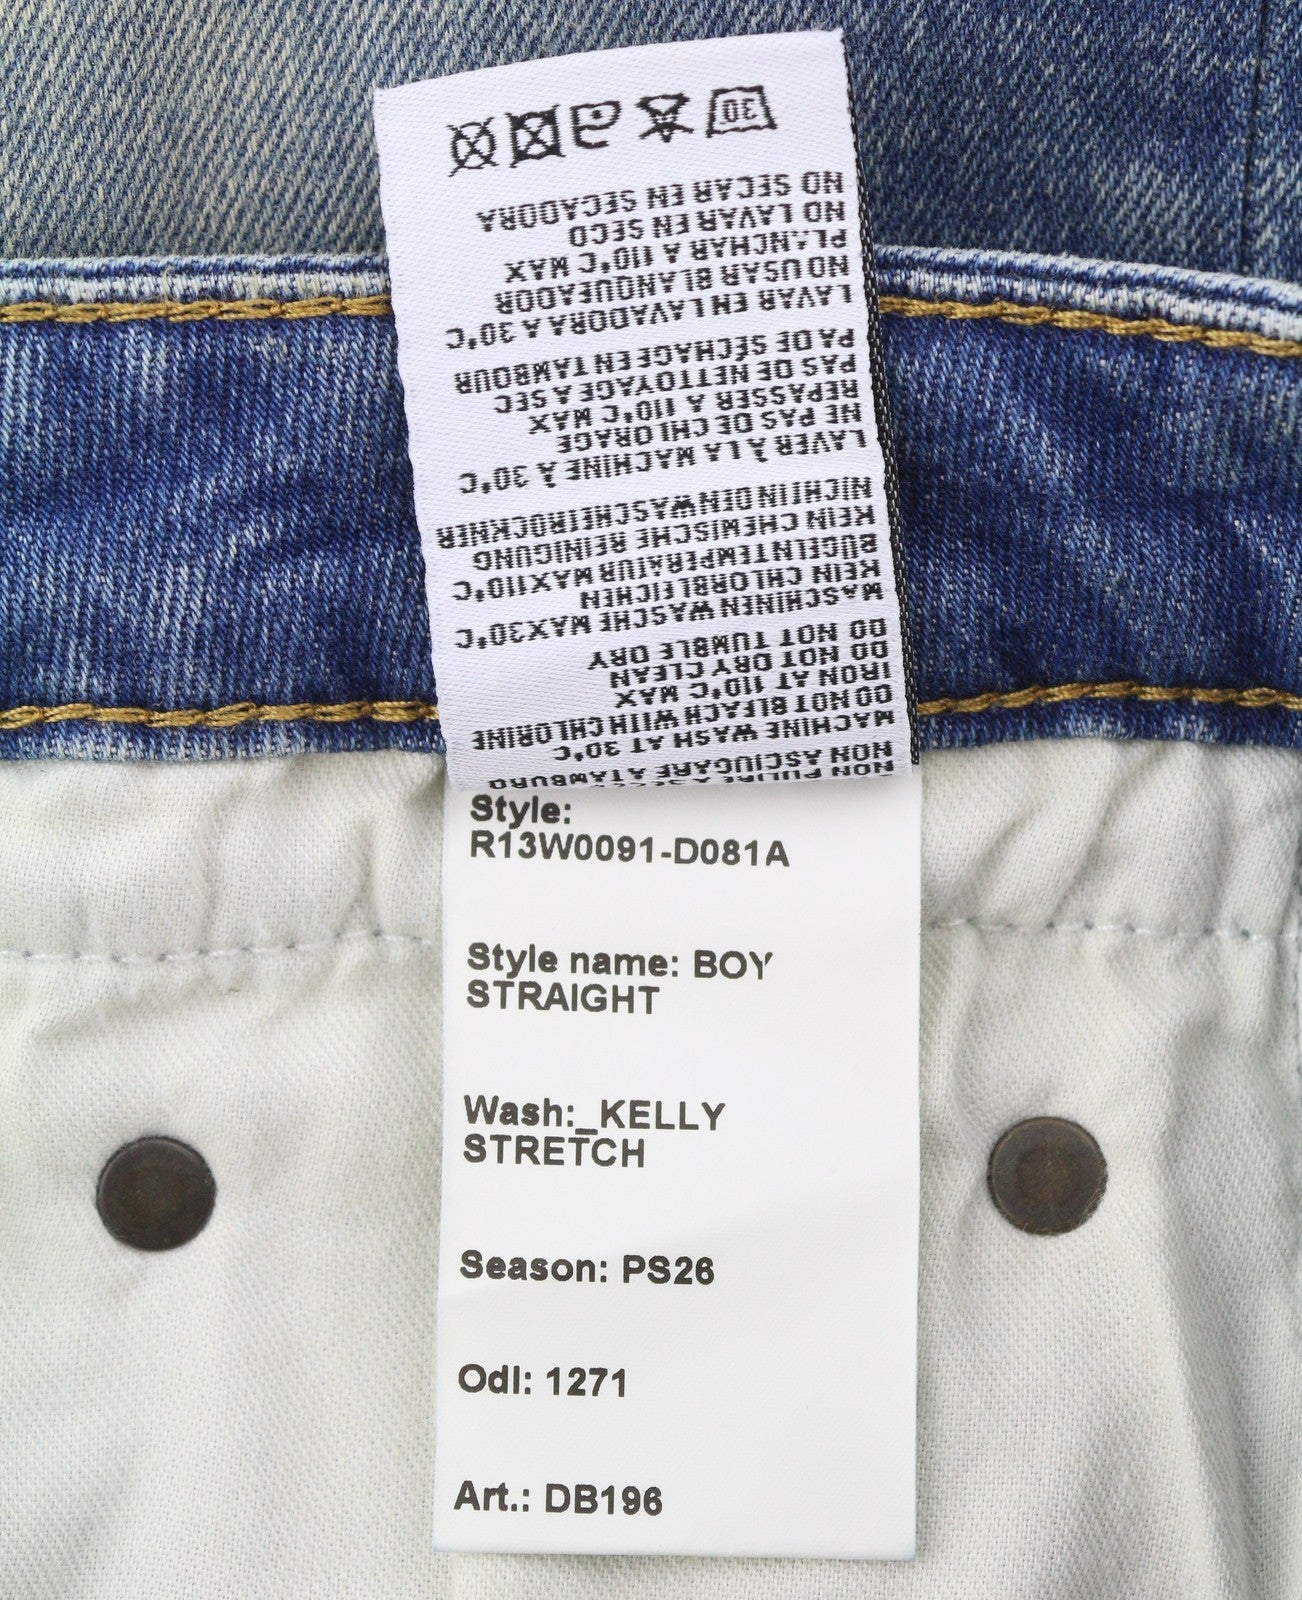 30
NO SECAR EN SECADORA
NO LAVAR EN SECO
PLANCHAR A 110°C MAX
NO USAR BLANQUEADOR
LAVAR EN LAVADORA A 30°C
PA DE SÉCHAGE EN TAMBOUR
PAS DE NETTOYAGE A SEC
REPASSER A 110°C MAX
NE PAS DE CHLORAGE
LAVER À LA MACHINE À 30°C
NICHT IN DEN WASCHETROCKNER
KEIN CHEMISCHE REINIGUNG
BUGELNTEMPERATUR MAX110°C
KEIN CHLORBLEICHEN
MASCHINEN WASCHE MAX30°C
DO NOT TUMBLE DRY
DO NOT DRY CLEAN
IRON AT 110°C MAX
DO NOT BLEACH WITH CHLORINE
MACHINE WASH AT 30°C
NON ASCIUGARE A TAMBURO
NON PULIRE A
Style:
R13W0091-D081A
Style name: BOY
STRAIGHT
Wash:_KELLY
STRETCH
Season: PS26
Odl: 1271
Art.: DB196